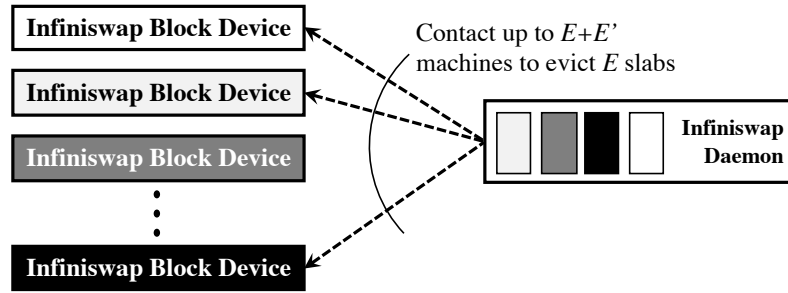 Infiniswap Block Device
Contact up to E+E’
machines to evict E slabs
Infiniswap Block Device
Infiniswap Block Device
Infiniswap Block Device
Infiniswap
Daemon